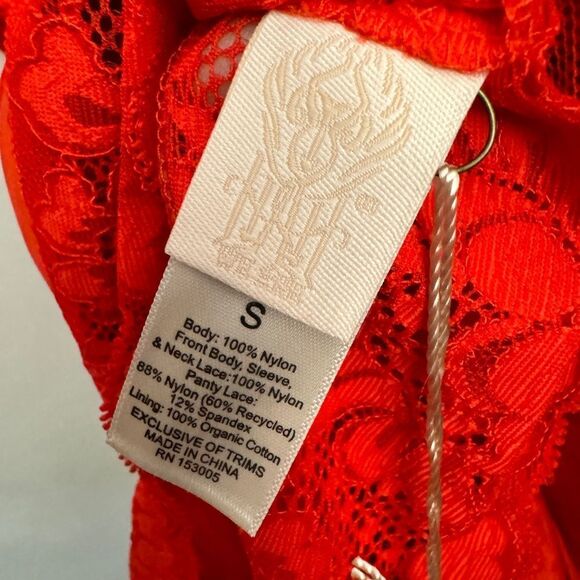 S
Body: 100% Nylon
Front Body, Sleeve,
& Neck Lace:100% Nylon
Panty Lace:
88% Nylon (60% Recycled)
12% Spandex
Lining: 100% Organic Cotton
EXCLUSIVE OF TRIMS
MADE IN CHINA
RN 153005